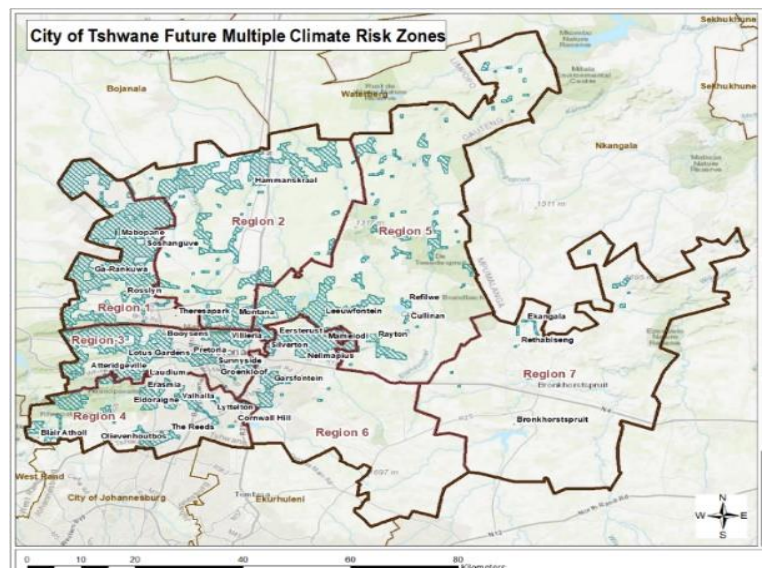 City of Tshwane Future Multiple Climate Risk Zones
Sekhukhune
Waterberg
Bojanala
LIMPOPO
GAUTENG
Sekhukhune
Nkangala
Hammanskraal
Region 2
Region 5
Mabopane
Soshanguve
Ga-Rankuwa
Rosslyn
Region 1
MPUMALANGA
Refilwe
Cullinan
Theresapark
Montana
Leeuwfontein
Ekangala
Rethabiseng
Region 3
Booysens
Villieria
Eersterust
Mamelodi
Rayton
Silverton
Lotus Gardens
Pretoria
Sunnyside
Nellmapius
Region 7
Bronkhorstspruit
Atteridgeville
Laudium
Groenkloof
Garsfontein
Erasmia
Eldoraigne
Valhalla
Lyttelton
Region 4
Cornwall Hill
Bronkhorstspruit
The Reeds
Region 6
Blair Atholl
Olievenhoutbos
West Rand
City of Johannesburg
Ekurhuleni
N
W E
S
0 5 10 20 40 60 80
Kilometers